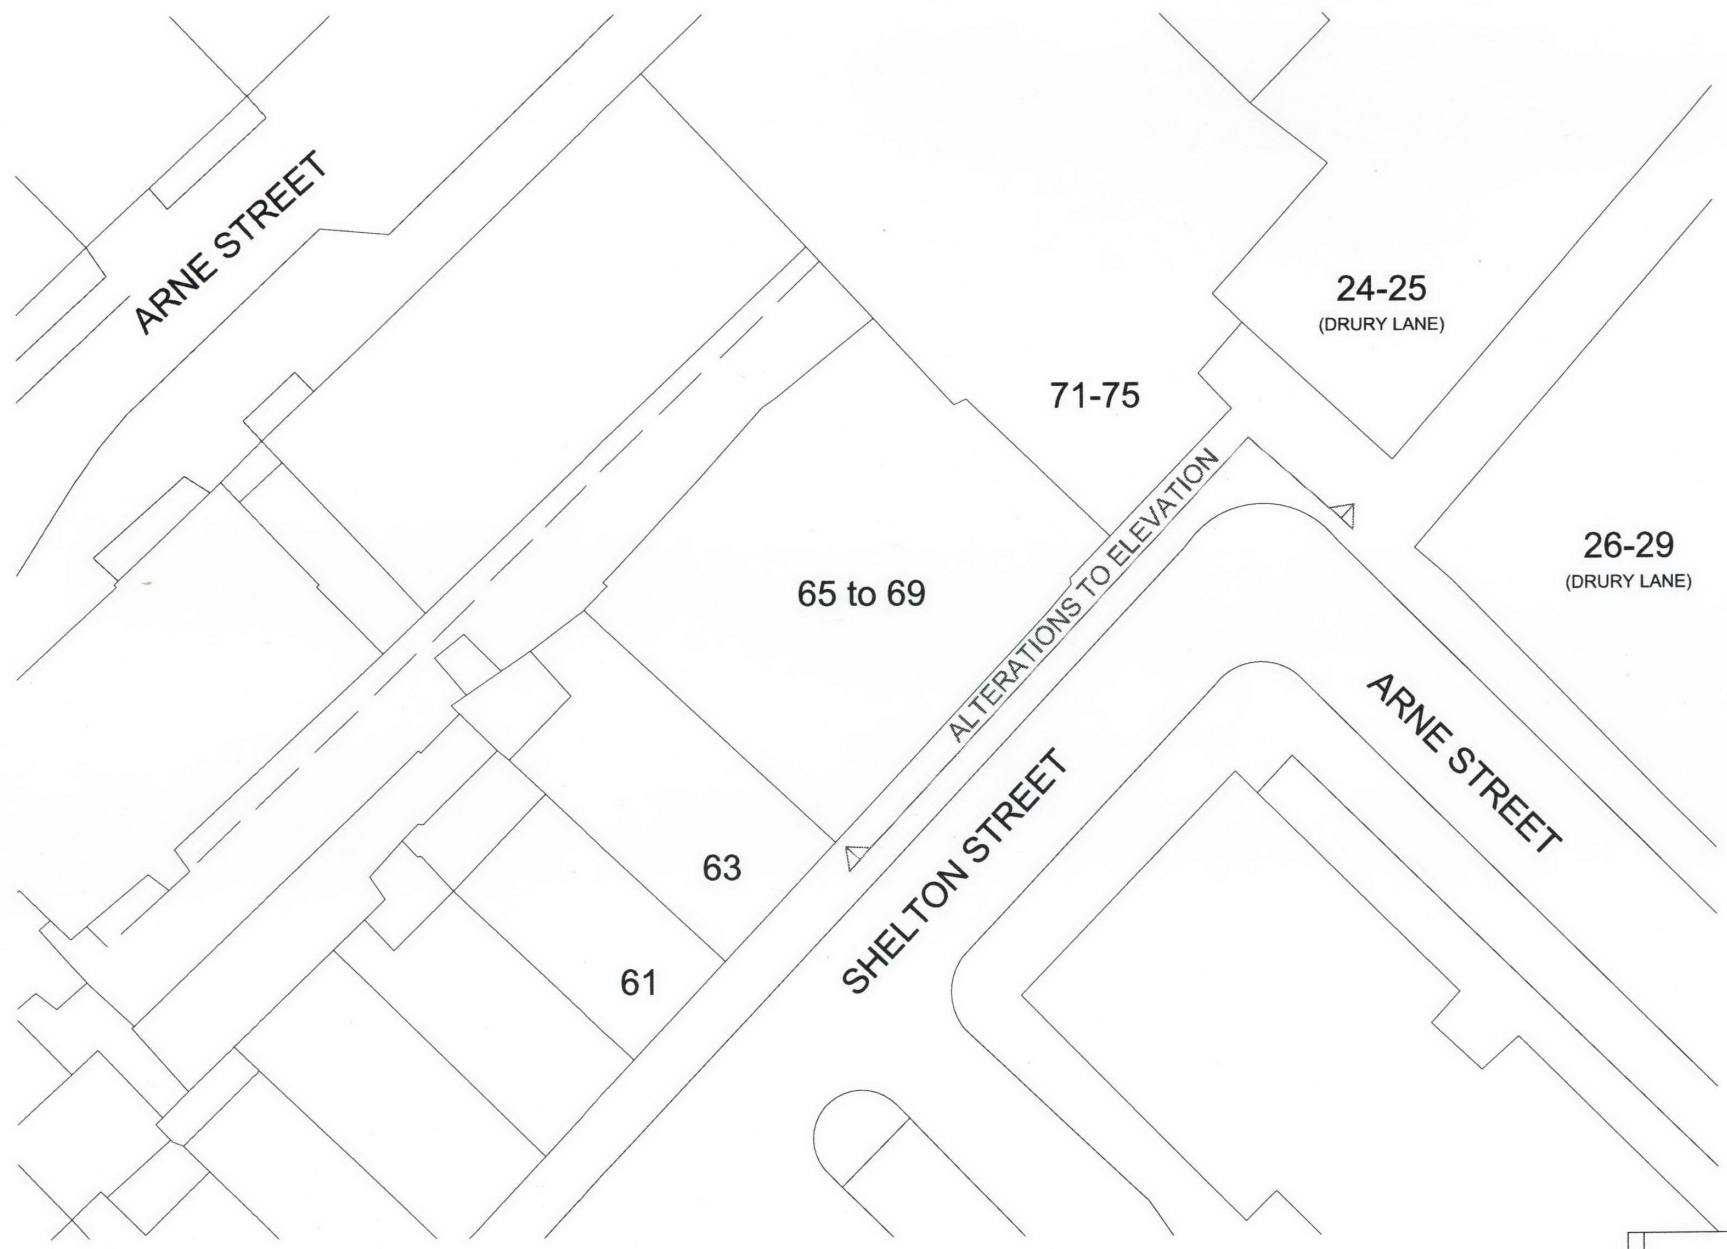 ARNE STREET
24-25
(DRURY LANE)
71-75
ALTERATIONS TO ELEVATION
26-29
(DRURY LANE)
65 to 69
ARNE STREET
SHELTON STREET
63
61